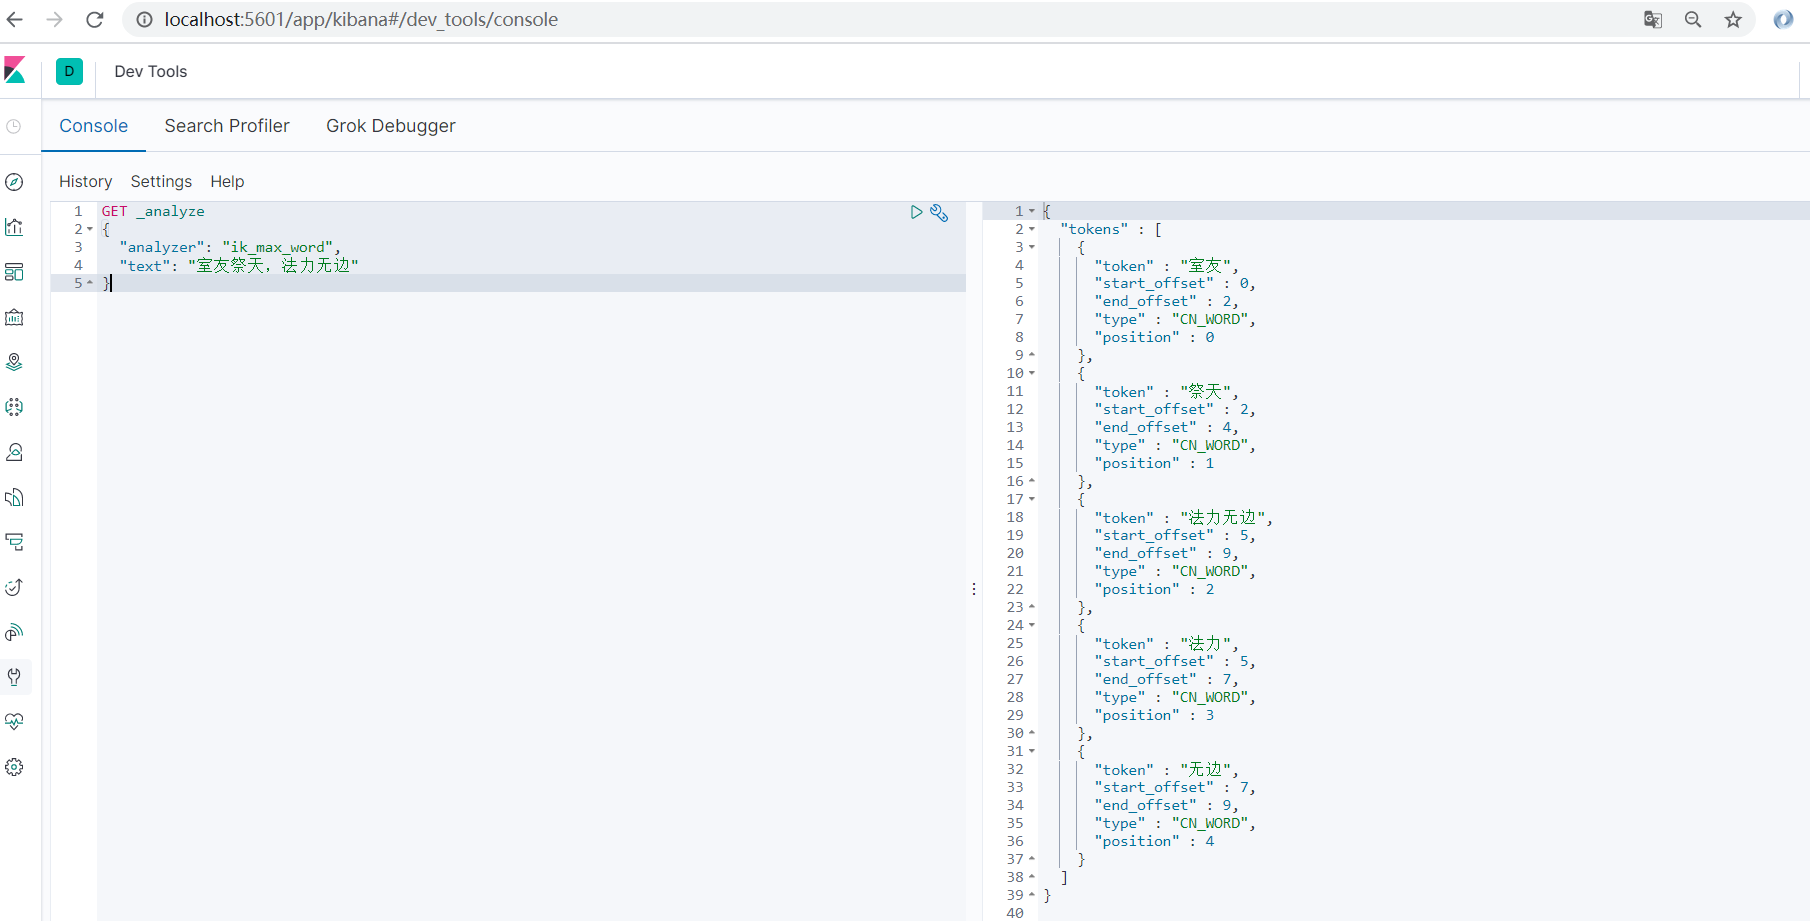 localhost:5601/app/kibana#/dev_tools/console
D
Dev Tools
Console Search Profiler Grok Debugger
History Settings Help
1 GET _analyze
2 {
3 "analyzer": "ik_max_word",
4 "text": "室友祭天，法力无边"
5 }
1 {
2 "tokens" : [
3 {
4 "token" : "室友",
5 "start_offset" : 0,
6 "end_offset" : 2,
7 "type" : "CN_WORD",
8 "position" : 0
9 },
10 {
11 "token" : "祭天",
12 "start_offset" : 2,
13 "end_offset" : 4,
14 "type" : "CN_WORD",
15 "position" : 1
16 },
17 {
18 "token" : "法力无边",
19 "start_offset" : 5,
20 "end_offset" : 9,
21 "type" : "CN_WORD",
22 "position" : 2
23 },
24 {
25 "token" : "法力",
26 "start_offset" : 5,
27 "end_offset" : 7,
28 "type" : "CN_WORD",
29 "position" : 3
30 },
31 {
32 "token" : "无边",
33 "start_offset" : 7,
34 "end_offset" : 9,
35 "type" : "CN_WORD",
36 "position" : 4
37 }
38 ]
39 }
40